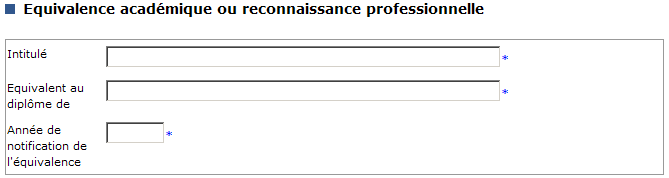 Equivalence académique ou reconnaissance professionnelle
Intitulé *
Equivalent au *
diplôme de
Année de *
notification de
l'équivalence